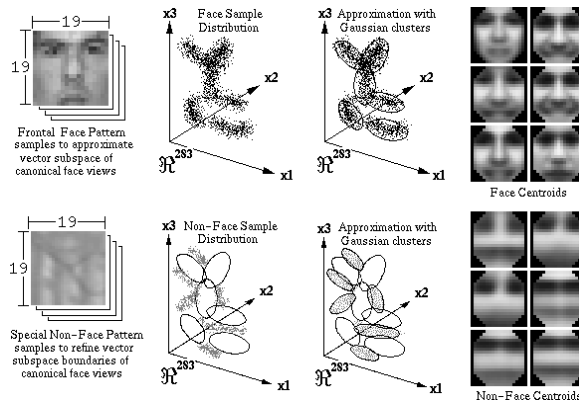 19
19
Frontal Face Pattern
samples to approximate
vector subspace of
canonical face views
x3
Face Sample
Distribution
x2
ℜ283
x1
x3
Approximation with
Gaussian clusters
x2
ℜ283
x1
Face Centroids
19
19
Special Non-Face Pattern
samples to refine vector
subspace boundaries of
canonical face views
x3
Non-Face Sample
Distribution
x2
ℜ283
x1
x3
Approximation with
Gaussian clusters
x2
ℜ283
x1
Non-Face Centroids